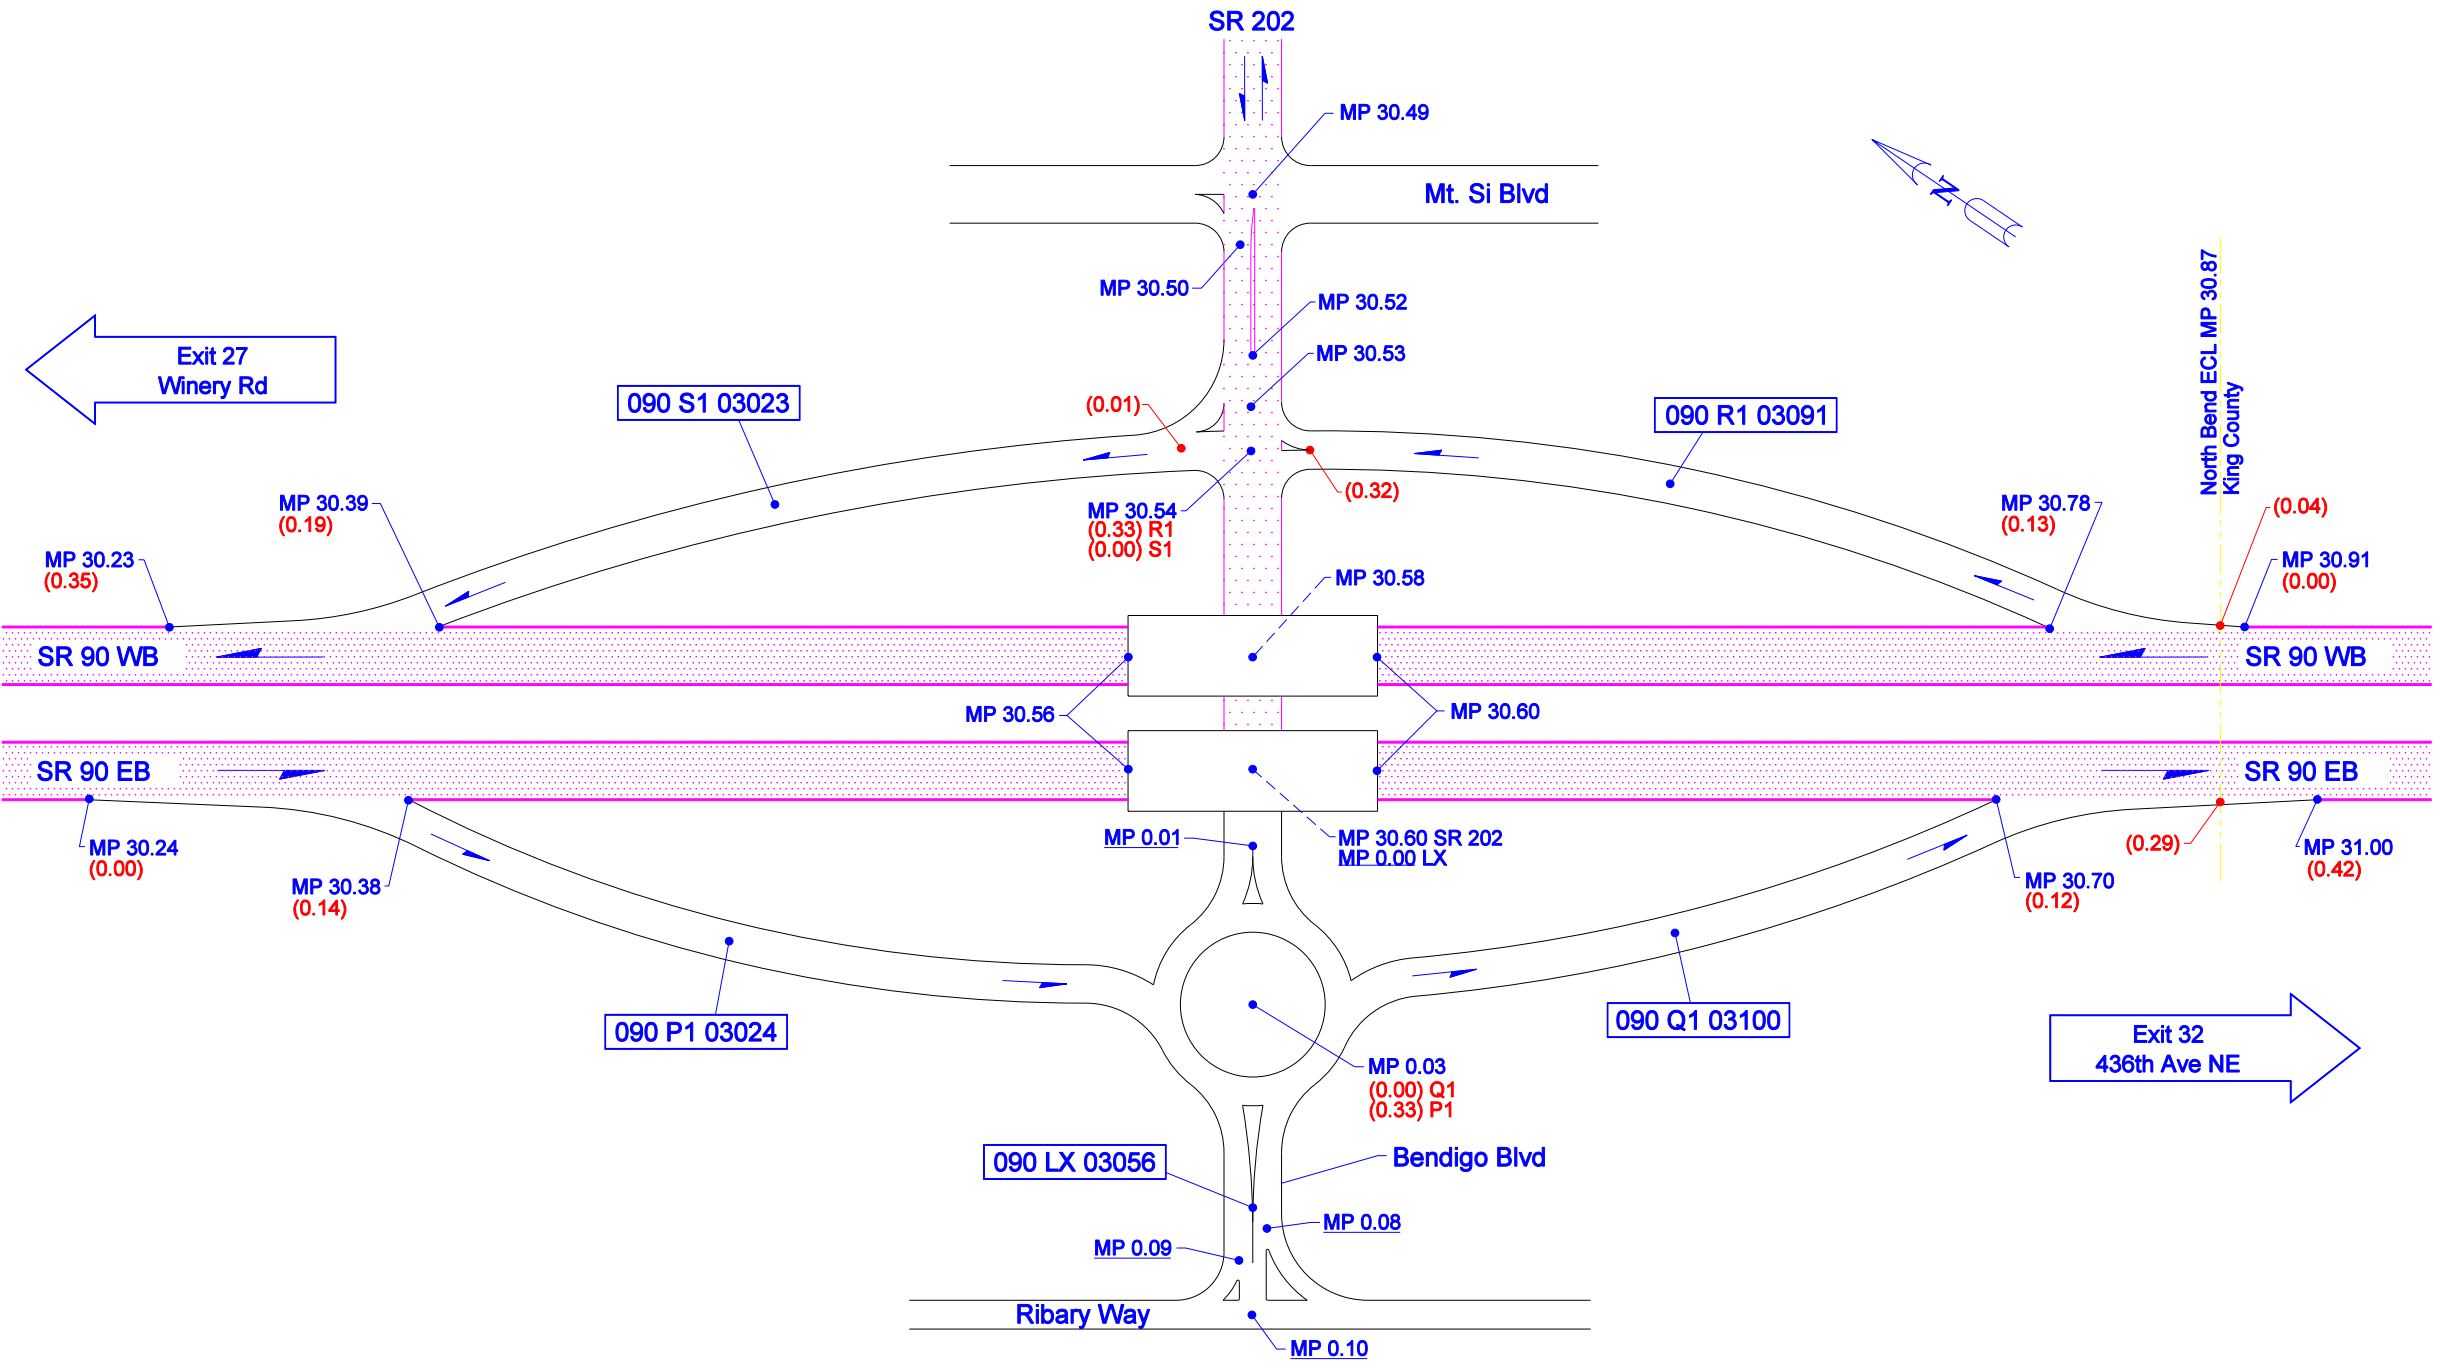 SR 202
MP 30.49
Mt. Si Blvd
N
MP 30.50
MP 30.52
MP 30.53
North Bend ECL MP 30.87
King County
Exit 27
Winery Rd
090 S1 03023
(0.01)
090 R1 03091
MP 30.39
(0.19)
MP 30.54
(0.33) R1
(0.00) S1
(0.32)
MP 30.78
(0.13)
(0.04)
MP 30.23
(0.35)
MP 30.58
MP 30.91
(0.00)
SR 90 WB
SR 90 WB
MP 30.56
MP 30.60
SR 90 EB
SR 90 EB
MP 30.24
(0.00)
MP 30.38
(0.14)
MP 0.01
MP 30.60 SR 202
MP 0.00 LX
(0.29)
MP 31.00
(0.42)
MP 30.70
(0.12)
090 P1 03024
090 Q1 03100
Exit 32
436th Ave NE
MP 0.03
(0.00) Q1
(0.33) P1
090 LX 03056
Bendigo Blvd
MP 0.08
MP 0.09
Ribary Way
MP 0.10